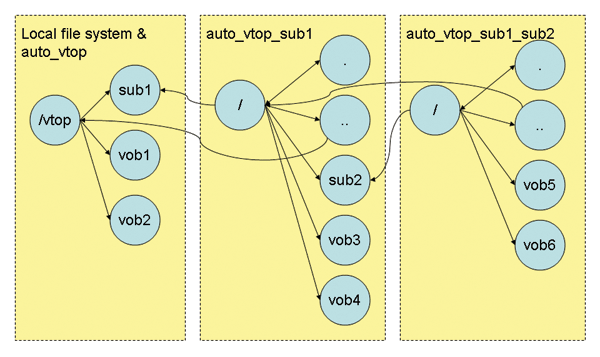 Local file system &
auto_vtop
/vtop
sub1
vob1
vob2
auto_vtop_sub1
/
.
..
sub2
vob3
vob4
auto_vtop_sub1_sub2
/
.
..
vob5
vob6